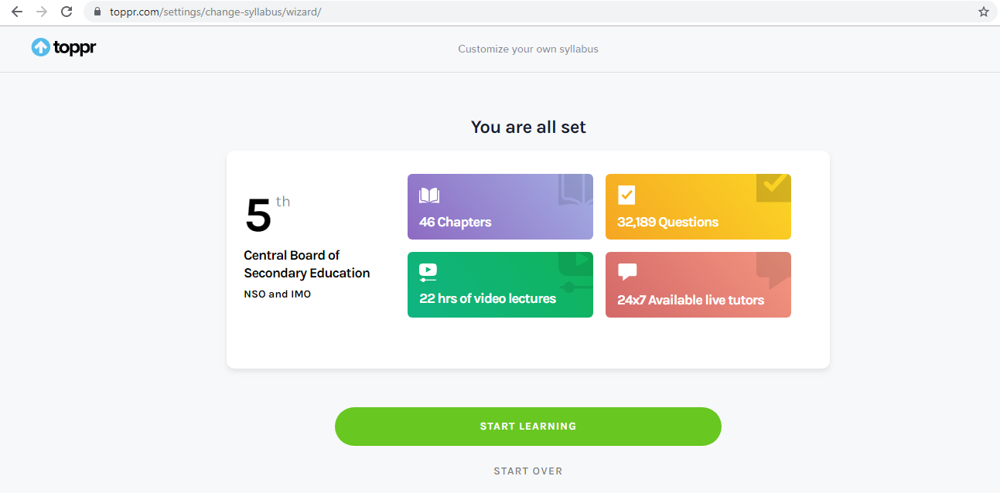 toppr.com/settings/change-syllabus/wizard/
toppr
Customize your own syllabus
You are all set
5th
Central Board of
Secondary Education
NSO and IMO
46 Chapters
32,189 Questions
22 hrs of video lectures
24x7 Available live tutors
START LEARNING
START OVER